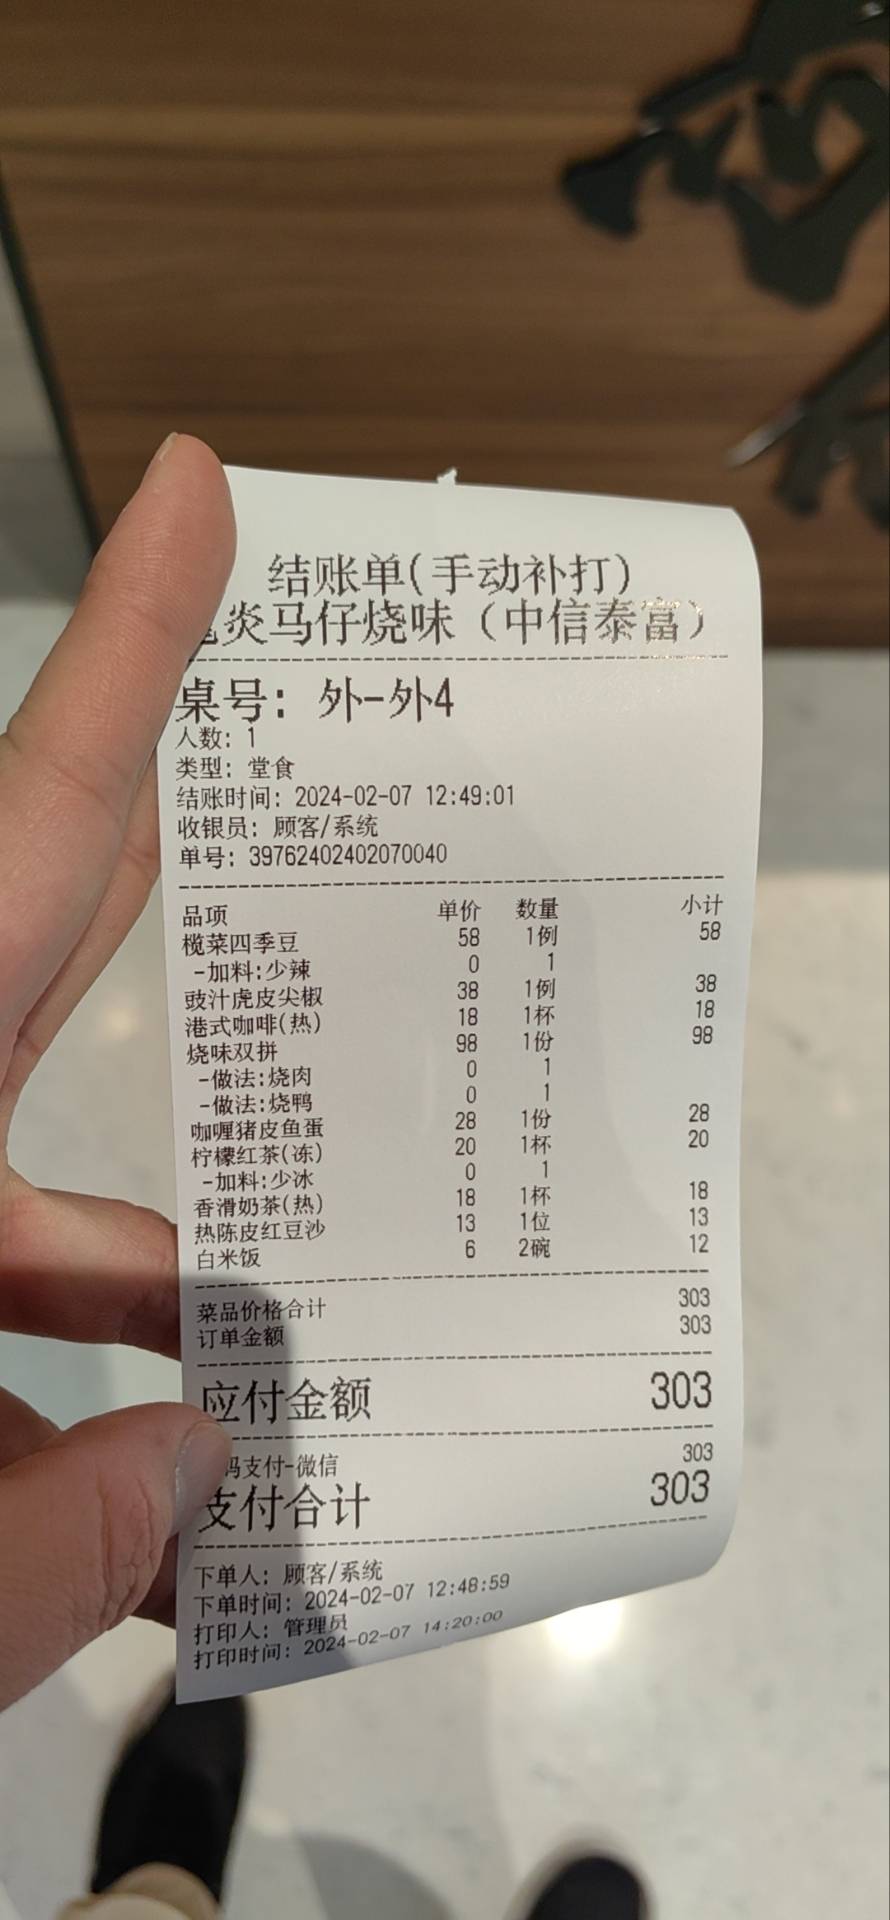 结账单(手动补打)
炎马仔烧味（中信泰富）
桌号: 外-外4
人数: 1
类型: 堂食
结账时间: 2024-02-07 12:49:01
收银员: 顾客/系统
单号: 39762402402070040
品项 单价 数量 小计
榄菜四季豆 58 1例 58
-加料:少辣 0 1
豉汁虎皮尖椒 38 1例 38
港式咖啡(热) 18 1杯 18
烧味双拼 98 1份 98
-做法:烧肉 0 1
-做法:烧鸭 0 1
咖喱猪皮鱼蛋 28 1份 28
柠檬红茶(冻) 20 1杯 20
-加料:少冰 0 1
香滑奶茶(热) 18 1杯 18
热陈皮红豆沙 13 1位 13
白米饭 6 2碗 12
菜品价格合计 303
订单金额 303
应付金额 303
码支付-微信 303
支付合计 303
下单人: 顾客/系统
下单时间: 2024-02-07 12:48:59
打印人: 管理员
打印时间: 2024-02-07 14:20:00